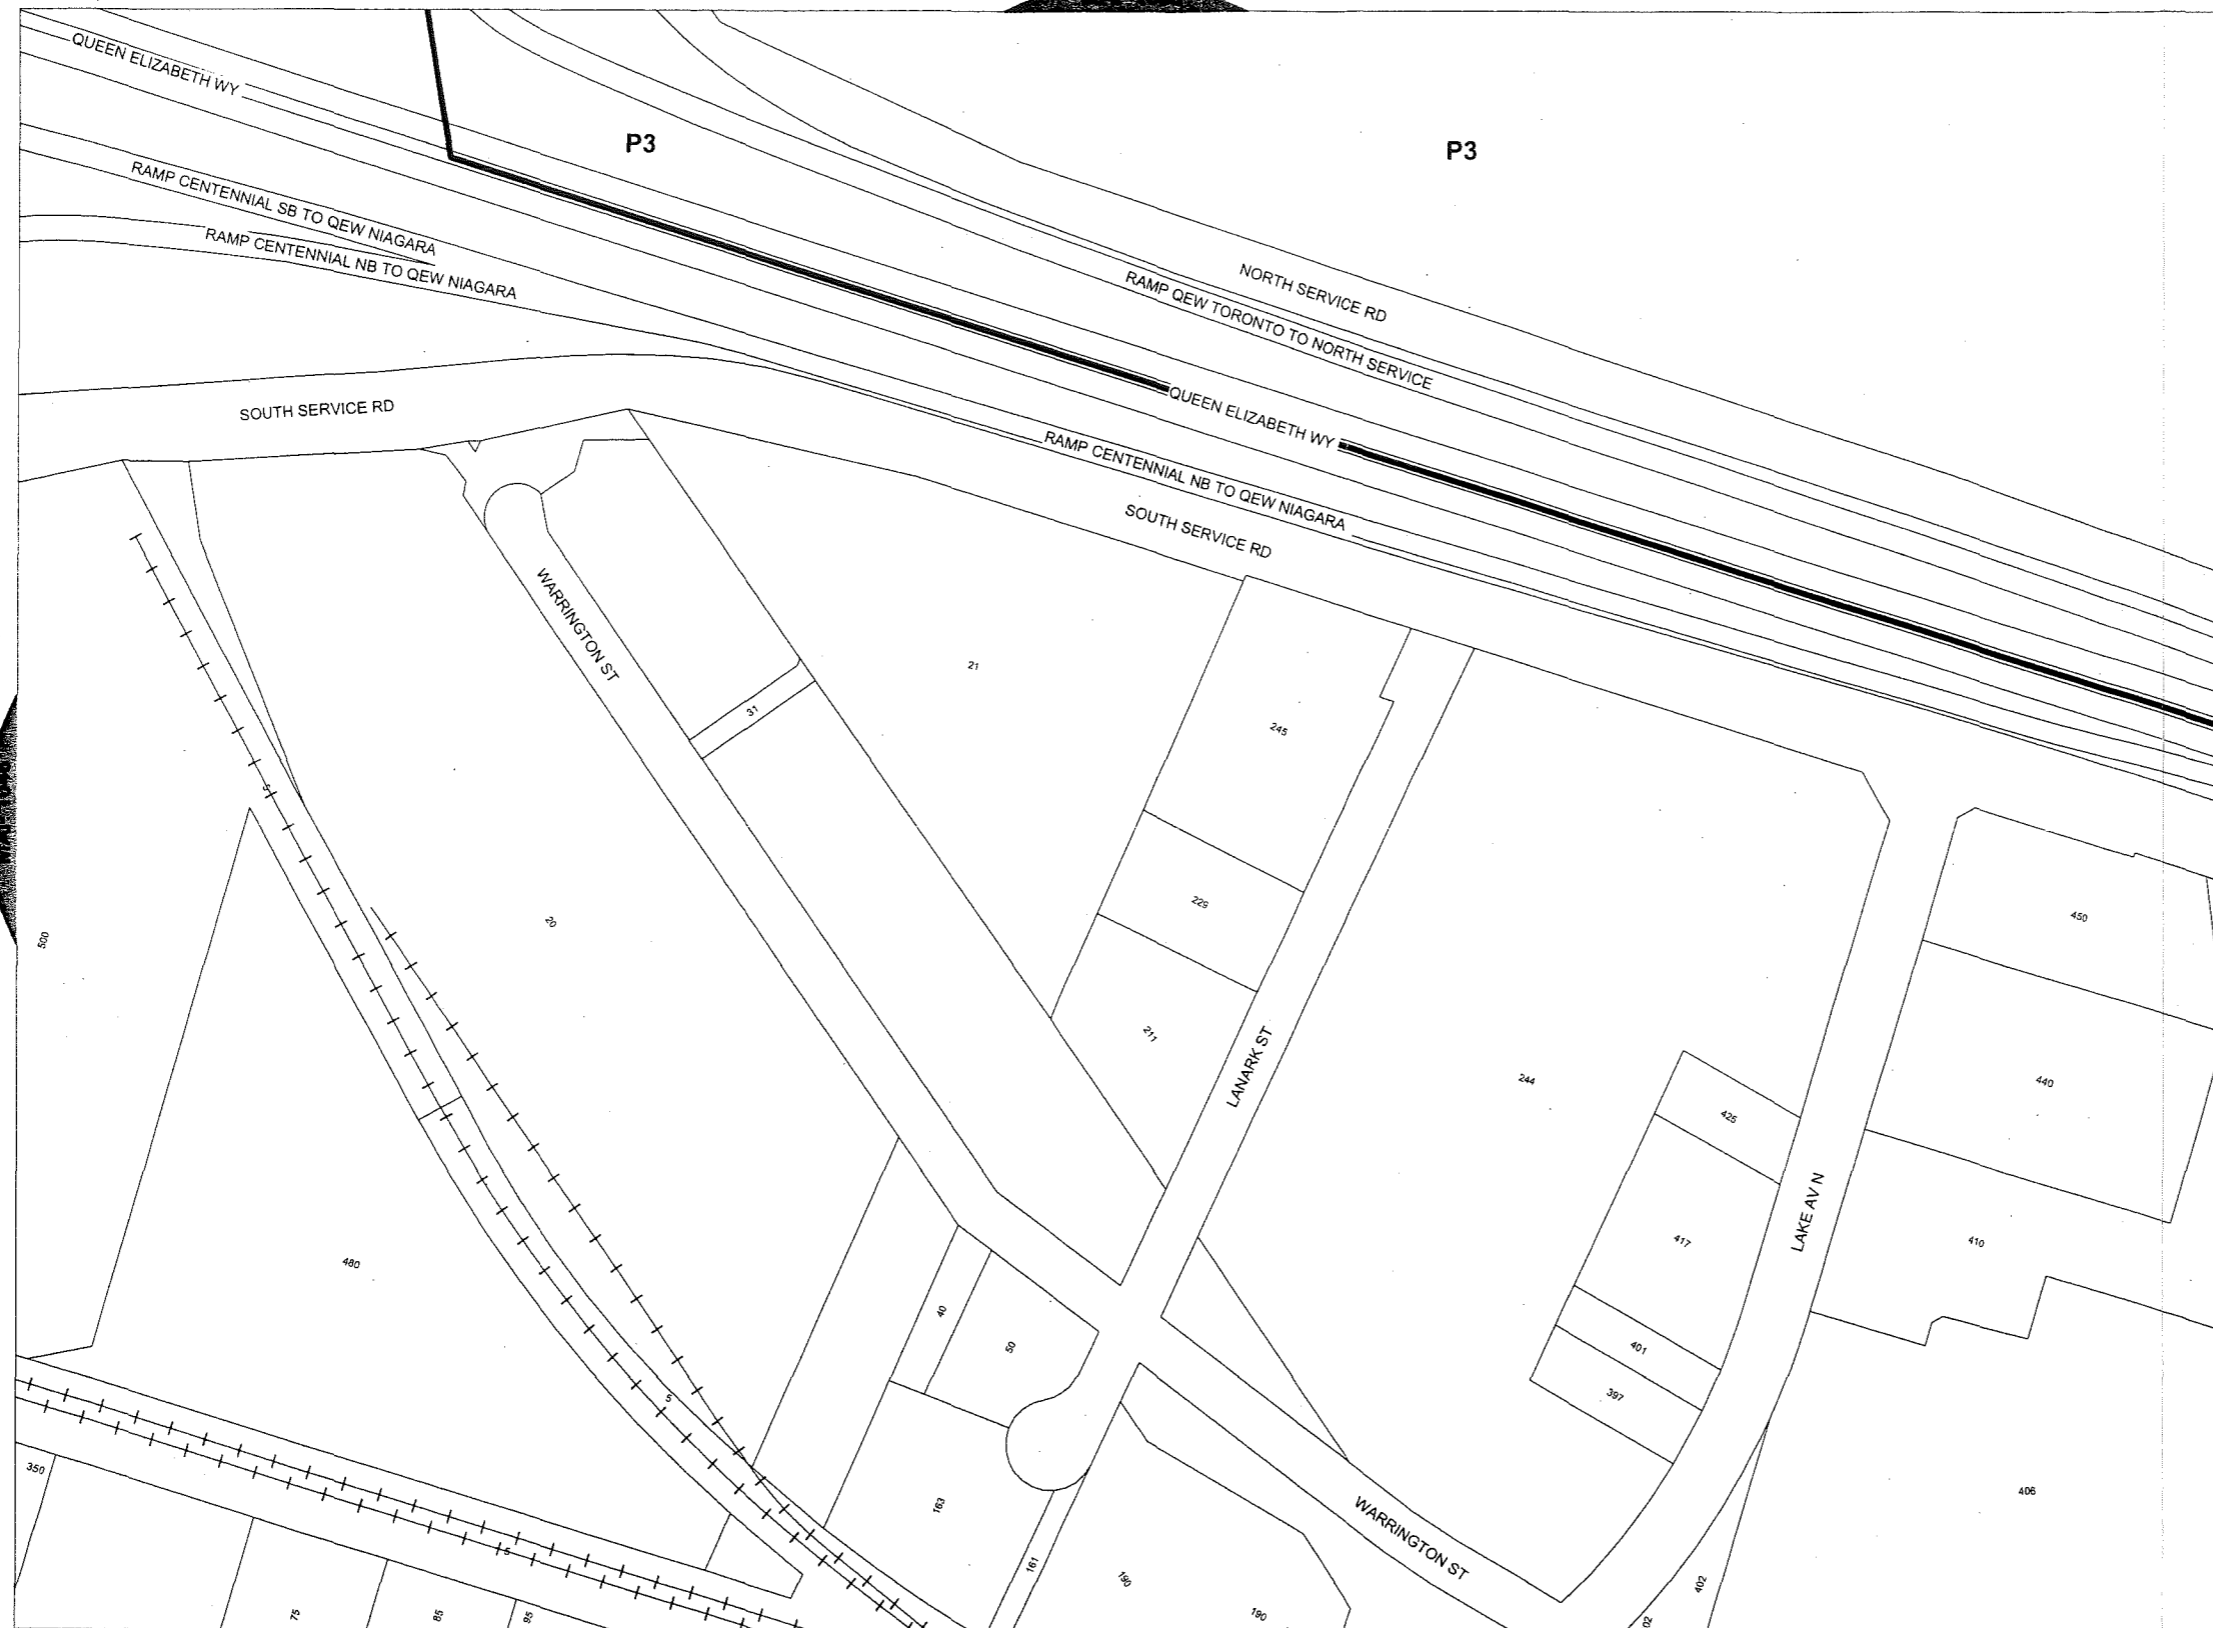 QUEEN ELIZABETH WY
P3
P3
RAMP CENTENNIAL SB TO QEW NIAGARA
RAMP CENTENNIAL NB TO QEW NIAGARA
NORTH SERVICE RD
RAMP QEW TORONTO TO NORTH SERVICE
QUEEN ELIZABETH WY
SOUTH SERVICE RD
RAMP CENTENNIAL NB TO QEW NIAGARA
SOUTH SERVICE RD
WARRINGTON ST
21
31
245
5
229
450
20
500
211
LANARK ST
244
440
425
LAKE AV N
417
410
480
40
50
401
397
5
350
163
406
WARRINGTON ST
5
161
190
190
402
02
75
85
95